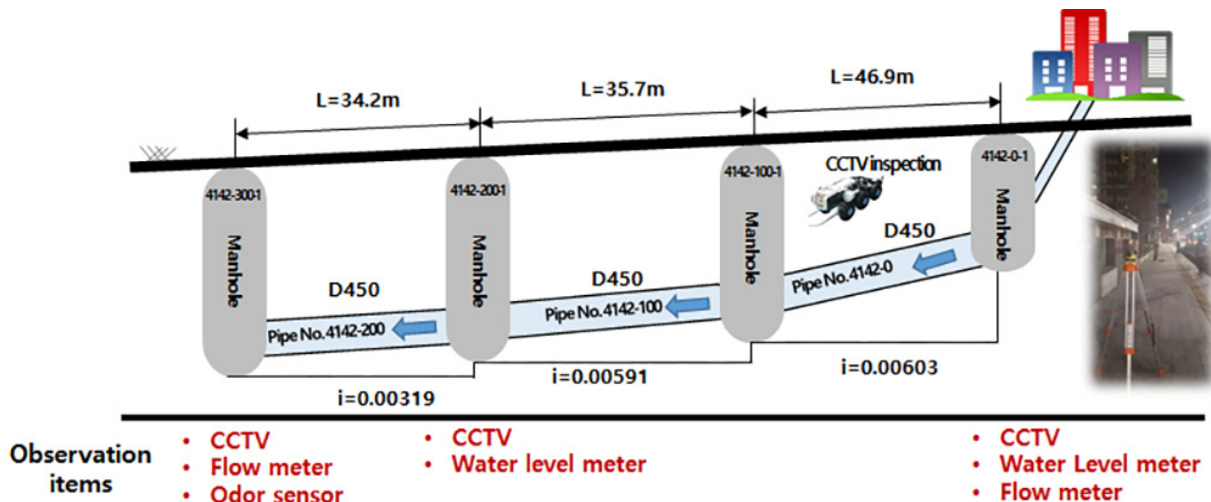 L=34.2m
L=35.7m
L=46.9m
4142-300-1
Manhole
4142-200-1
Manhole
4142-100-1
Manhole
4142-0-1
Manhole
CCTV inspection
D450
Pipe No. 4142-200
D450
Pipe No. 4142-100
D450
Pipe No. 4142-0
i=0.00319
i=0.00591
i=0.00603
Observation
items
• CCTV
• Flow meter
• Odor sensor
• CCTV
• Water level meter
• CCTV
• Water Level meter
• Flow meter